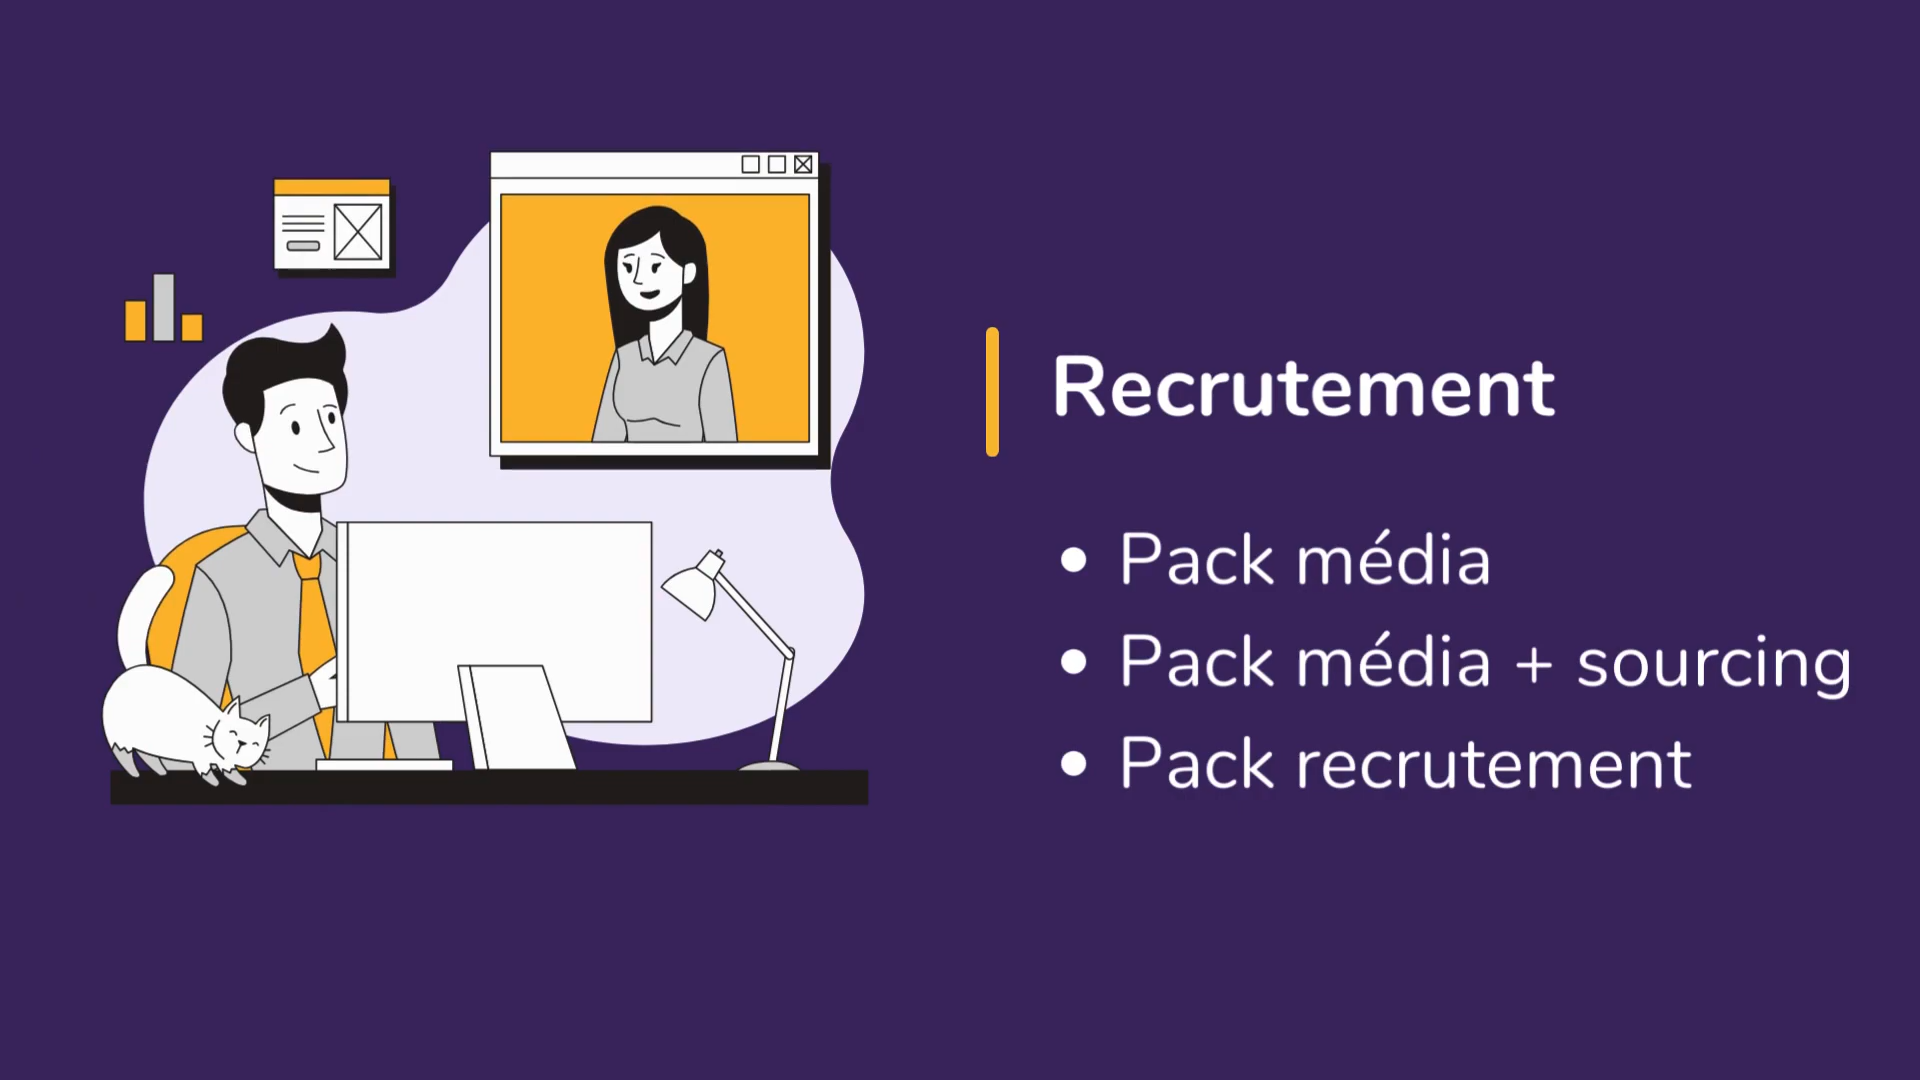 Recrutement
• Pack média
• Pack média + sourcing
• Pack recrutement